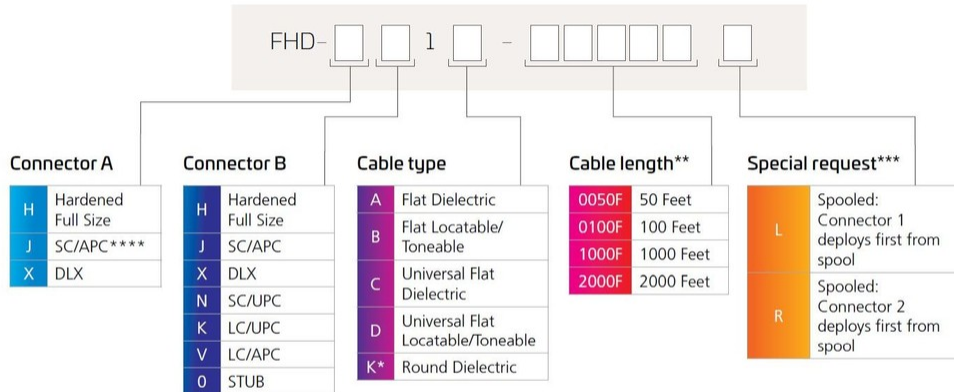 FHD- 1 -
Connector A
H Hardened
Full Size
J SC/APC****
X DLX
Connector B
H Hardened
Full Size
J SC/APC
X DLX
N SC/UPC
K LC/UPC
V LC/APC
0 STUB
Cable type
A Flat Dielectric
B Flat Locatable/
Toneable
C Universal Flat
Dielectric
D Universal Flat
Locatable/Toneable
K* Round Dielectric
Cable length**
0050F 50 Feet
0100F 100 Feet
1000F 1000 Feet
2000F 2000 Feet
Special request***
L Spooled:
Connector 1
deploys first from
spool
R Spooled:
Connector 2
deploys first from
spool